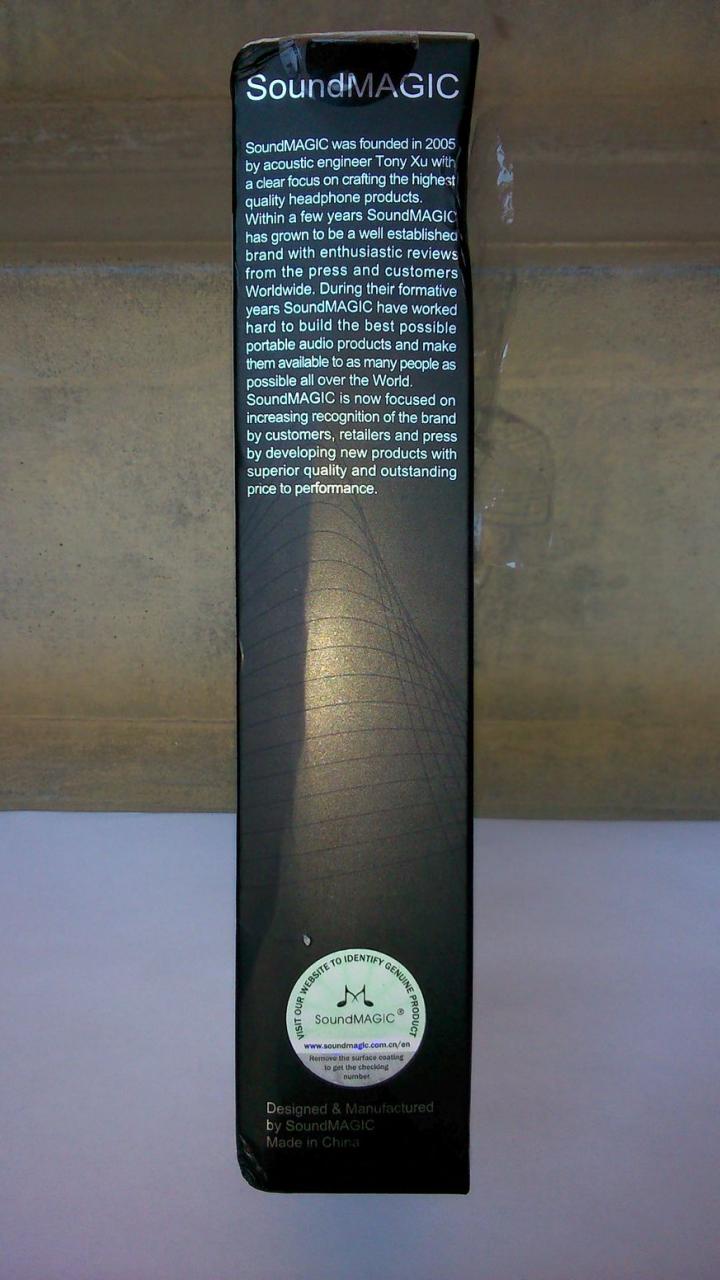 SoundMAGIC
SoundMAGIC was founded in 2005
by acoustic engineer Tony Xu with
a clear focus on crafting the highest
quality headphone products.
Within a few years SoundMAGIC
has grown to be a well established
brand with enthusiastic reviews
from the press and customers
Worldwide. During their formative
years SoundMAGIC have worked
hard to build the best possible
portable audio products and make
them available to as many people as
possible all over the World.
SoundMAGIC is now focused on
increasing recognition of the brand
by customers, retailers and press
by developing new products with
superior quality and outstanding
price to performance.
VISIT OUR WEBSITE TO IDENTIFY GENUINE PRODUCT
SoundMAGIC®
www.soundmagic.com.cn/en
Remove the surface coating
to get the checking
number.
Designed & Manufactured
by SoundMAGIC
Made in China